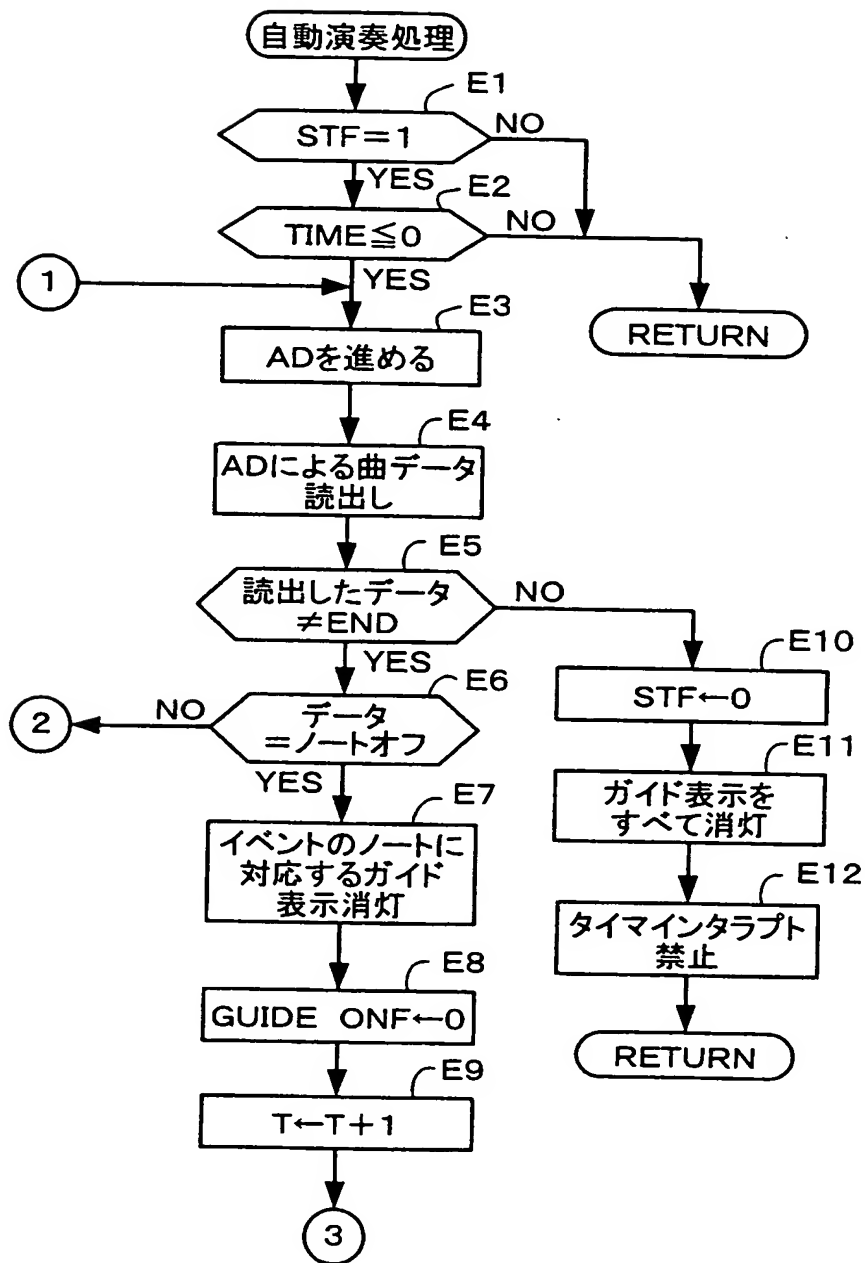 自動演奏処理
E1
STF=1
NO
YES
E2
TIME≦0
NO
YES
1
E3
ADを進める
RETURN
E4
ADによる曲データ
読出し
E5
読出したデータ
≠END
NO
YES
E10
STF←0
E6
データ
=ノートオフ
NO
2
YES
E11
ガイド表示を
すべて消灯
E7
イベントのノートに
対応するガイド
表示消灯
E12
タイマインタラプト
禁止
E8
GUIDE ONF←0
RETURN
E9
T←T+1
3